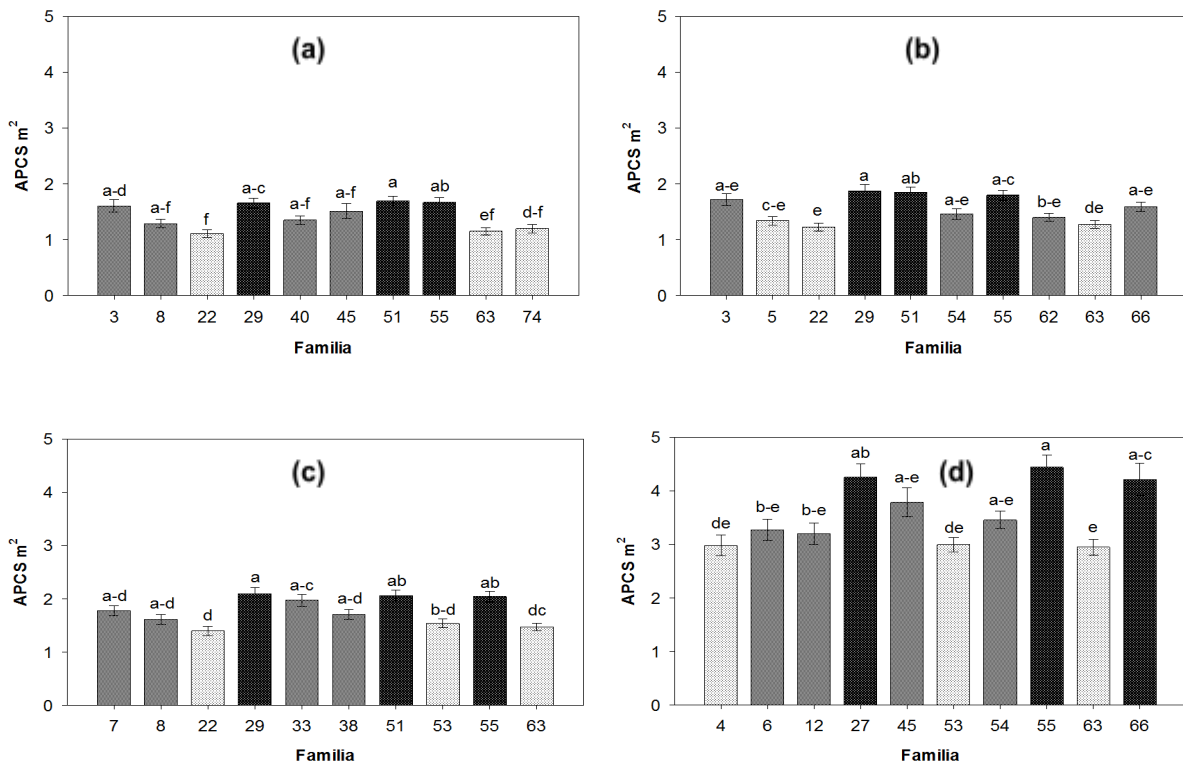 (a)
APCS m²
5
4
3
2
1
0
a-d a-f f a-c a-f a-f a ab ef d-f
3 8 22 29 40 45 51 55 63 74
Familia
(b)
APCS m²
5
4
3
2
1
0
a-e c-e e a ab a-e a-c b-e de a-e
3 5 22 29 51 54 55 62 63 66
Familia
(c)
APCS m²
5
4
3
2
1
0
a-d a-d d a a-c a-d ab b-d ab dc
7 8 22 29 33 38 51 53 55 63
Familia
(d)
APCS m²
5
4
3
2
1
0
de b-e b-e ab a-e de a-e a e a-c
4 6 12 27 45 53 54 55 63 66
Familia